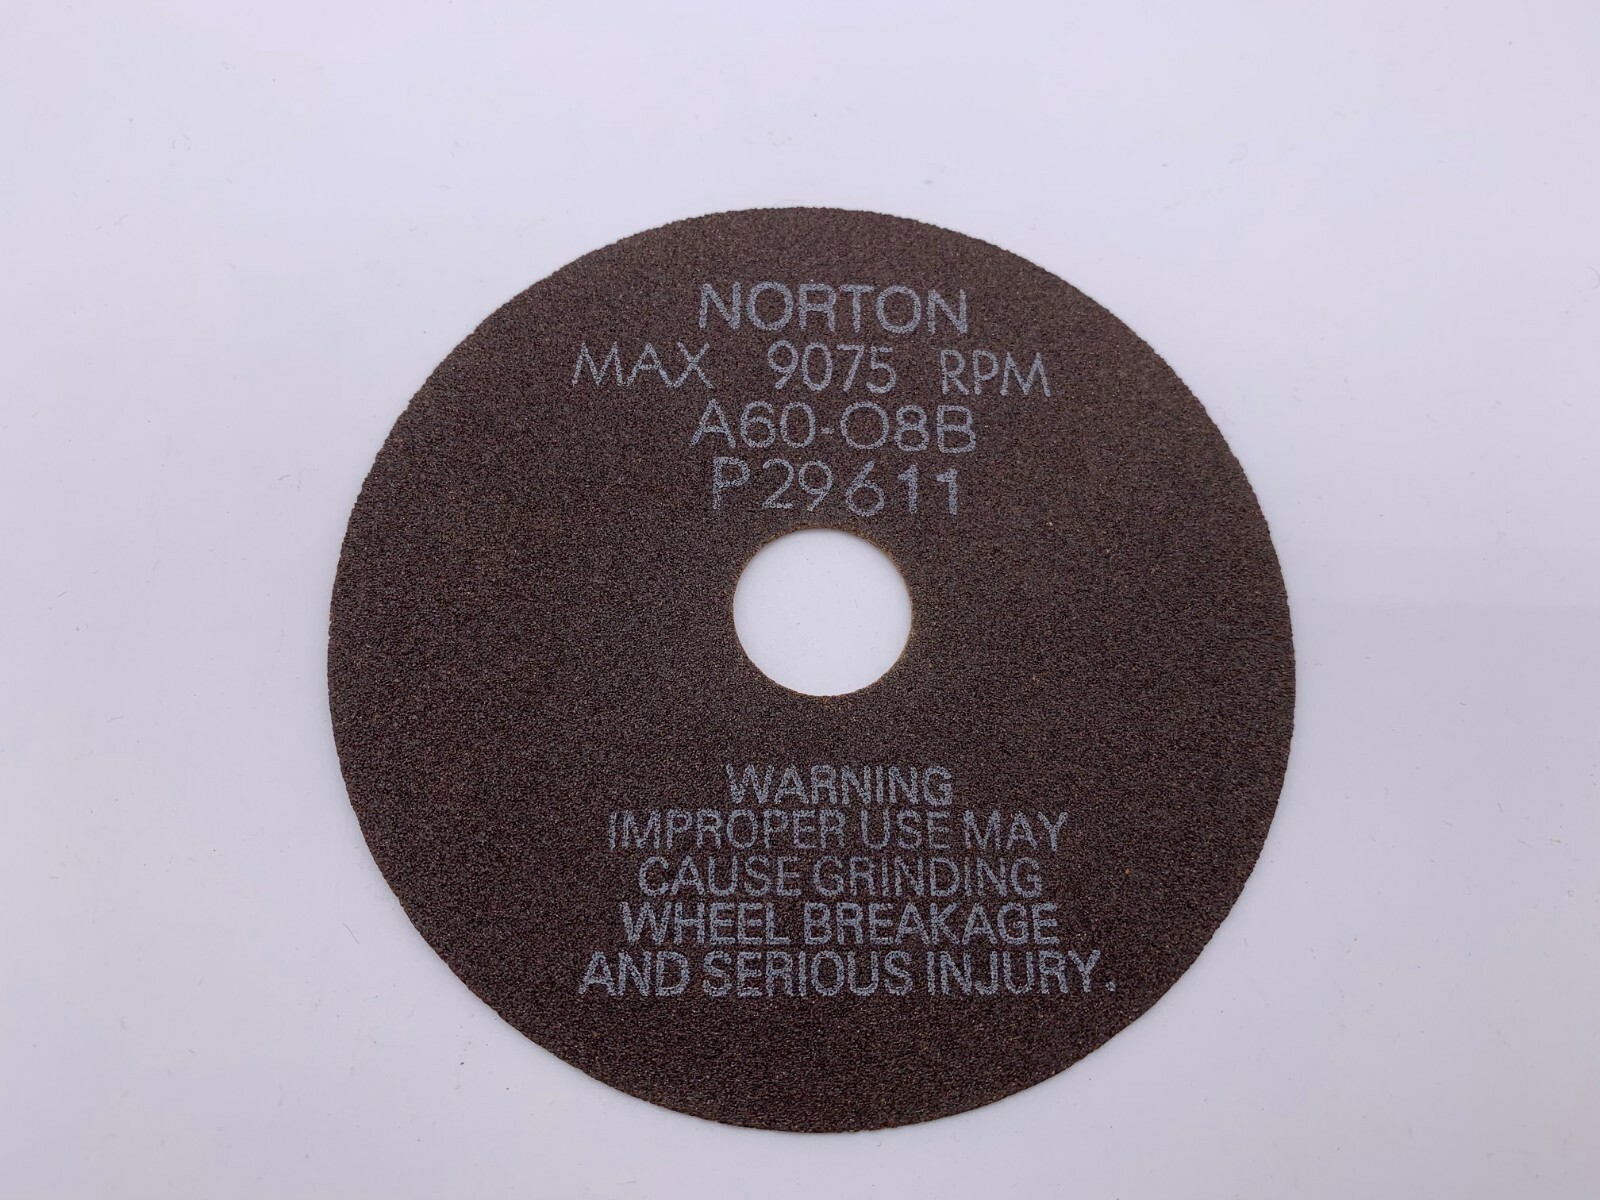 NORTON
MAX 9075 RPM
A60-O8B
P29611
WARNING
IMPROPER USE MAY
CAUSE GRINDING
WHEEL BREAKAGE
AND SERIOUS INJURY.